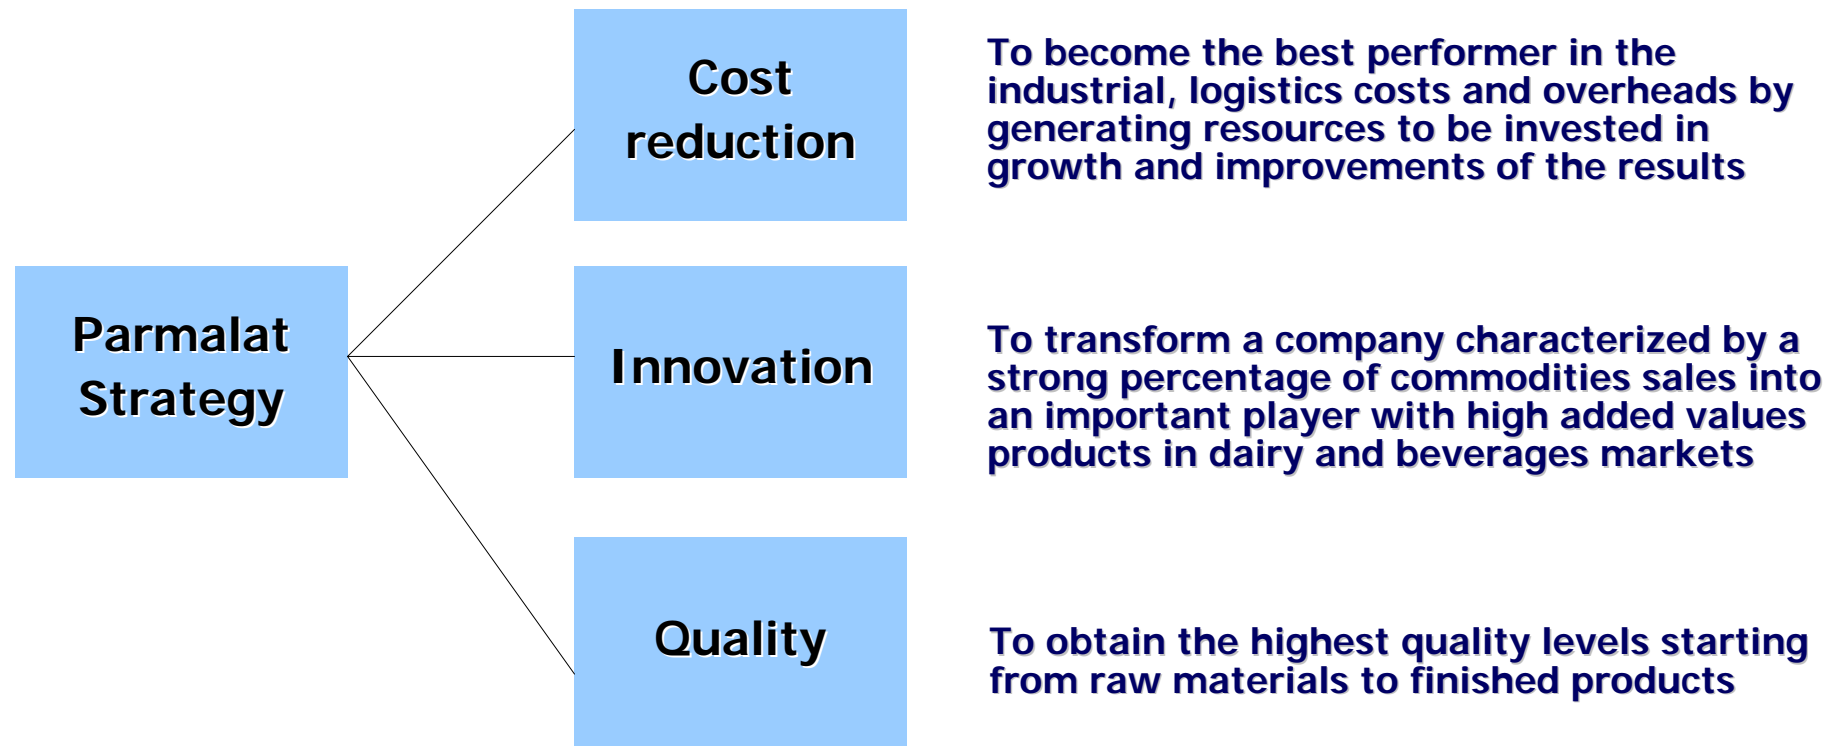 Parmalat
Strategy
Cost
reduction
To become the best performer in the
industrial, logistics costs and overheads by
generating resources to be invested in
growth and improvements of the results
Innovation
To transform a company characterized by a
strong percentage of commodities sales into
an important player with high added values
products in dairy and beverages markets
Quality
To obtain the highest quality levels starting
from raw materials to finished products